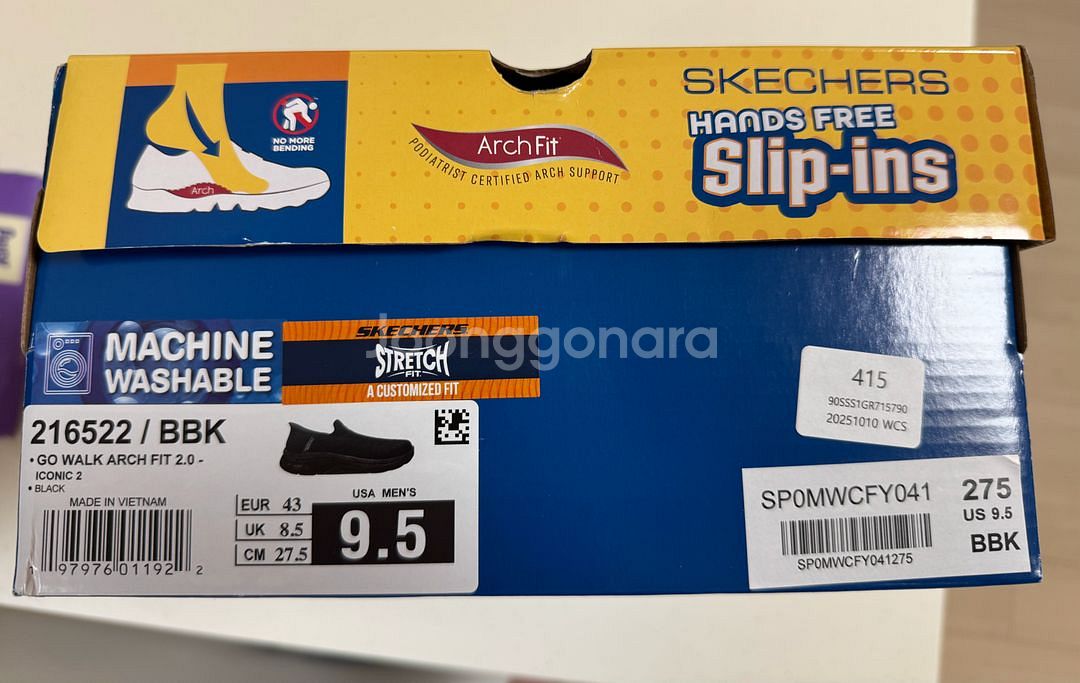 SKECHERS
HANDS FREE
Slip-ins
ArchFit
PODIATRIST CERTIFIED ARCH SUPPORT
NO MORE
BENDING
Arch
Joonggonara
MACHINE
WASHABLE
SKECHERS
STRETCH
FIT
A CUSTOMIZED FIT
216522 / BBK
• GO WALK ARCH FIT 2.0 -
ICONIC 2
• BLACK
MADE IN VIETNAM
97976 01192 2
EUR 43
UK 8.5
CM 27.5
USA MEN'S
9.5
415
90SSS1GR715790
20251010 WCS
SP0MWCFY041
SP0MWCFY041275
275
US 9.5
BBK